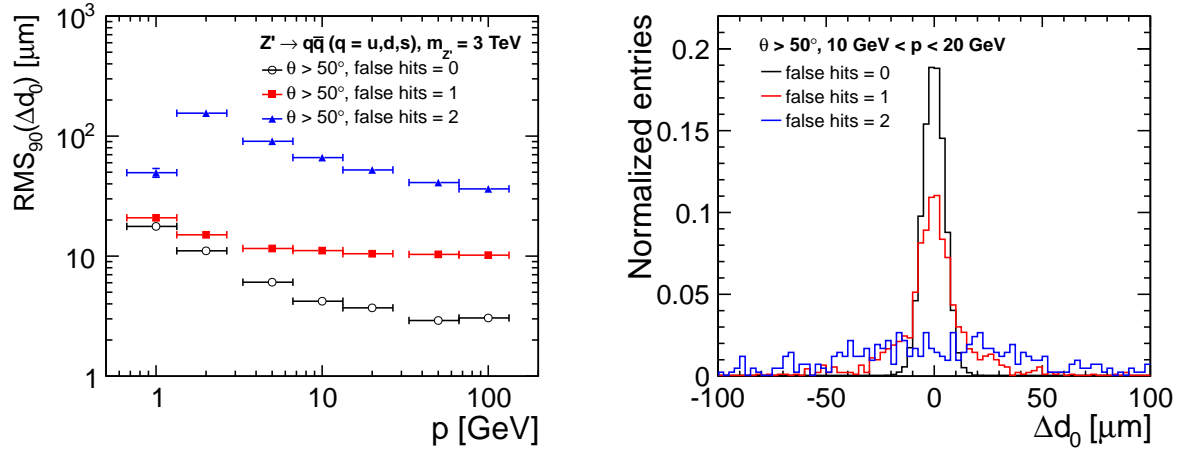 RMS₉₀(Δd₀) [μm]
10³
10²
10
1
Z' → qq̄ (q = u,d,s), m_Z' = 3 TeV
θ > 50°, false hits = 0
θ > 50°, false hits = 1
θ > 50°, false hits = 2
1 10 100
p [GeV]
Normalized entries
0.2
0.15
0.1
0.05
0
θ > 50°, 10 GeV < p < 20 GeV
false hits = 0
false hits = 1
false hits = 2
-100 -50 0 50 100
Δd₀ [μm]